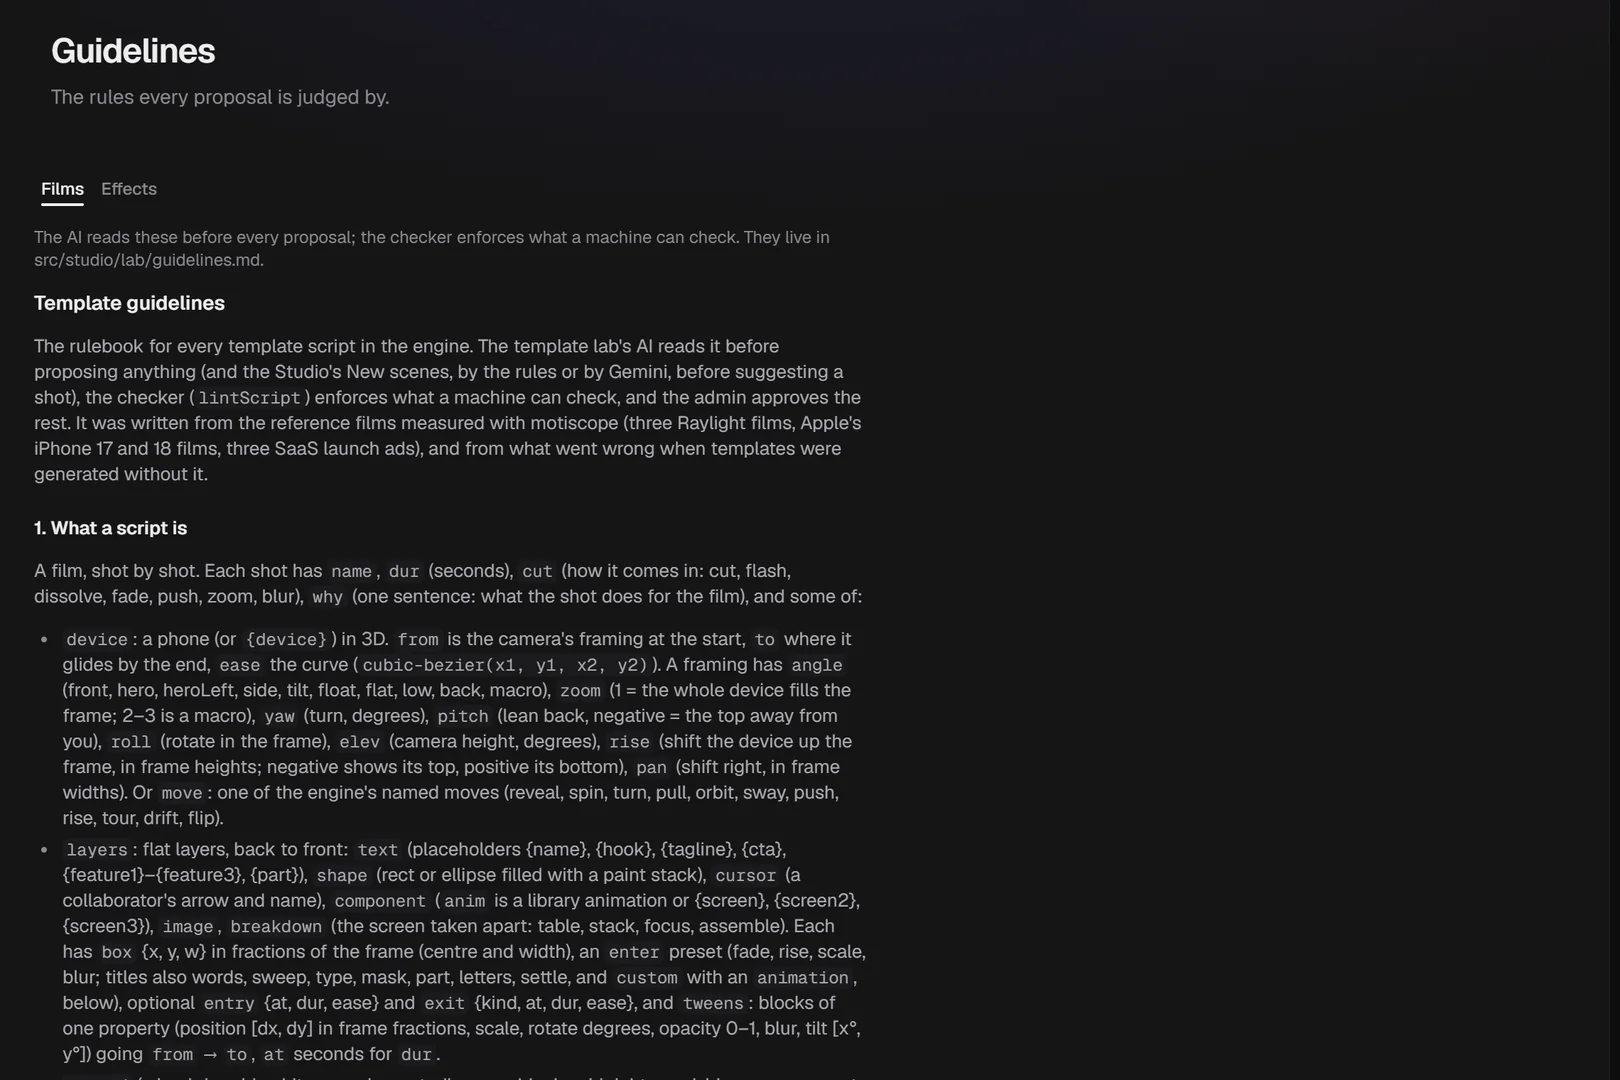 Guidelines
The rules every proposal is judged by.
Films Effects
The AI reads these before every proposal; the checker enforces what a machine can check. They live in
src/studio/lab/guidelines.md.
Template guidelines
The rulebook for every template script in the engine. The template lab's AI reads it before
proposing anything (and the Studio's New scenes, by the rules or by Gemini, before suggesting a
shot), the checker (lintScript) enforces what a machine can check, and the admin approves the
rest. It was written from the reference films measured with motiscope (three Raylight films, Apple's
iPhone 17 and 18 films, three SaaS launch ads), and from what went wrong when templates were
generated without it.
1. What a script is
A film, shot by shot. Each shot has name, dur (seconds), cut (how it comes in: cut, flash,
dissolve, fade, push, zoom, blur), why (one sentence: what the shot does for the film), and some of:
• device: a phone (or {device}) in 3D. from is the camera's framing at the start, to where it
glides by the end, ease the curve (cubic-bezier(x1, y1, x2, y2)). A framing has angle
(front, hero, heroLeft, side, tilt, float, flat, low, back, macro), zoom (1 = the whole device fills the
frame; 2–3 is a macro), yaw (turn, degrees), pitch (lean back, negative = the top away from
you), roll (rotate in the frame), elev (camera height, degrees), rise (shift the device up the
frame, in frame heights; negative shows its top, positive its bottom), pan (shift right, in frame
widths). Or move: one of the engine's named moves (reveal, spin, turn, pull, orbit, sway, push,
rise, tour, drift, flip).
• layers: flat layers, back to front: text (placeholders {name}, {hook}, {tagline}, {cta},
{feature1}–{feature3}, {part}), shape (rect or ellipse filled with a paint stack), cursor (a
collaborator's arrow and name), component (anim is a library animation or {screen}, {screen2},
{screen3}), image, breakdown (the screen taken apart: table, stack, focus, assemble). Each
has box {x, y, w} in fractions of the frame (centre and width), an enter preset (fade, rise, scale,
blur; titles also words, sweep, type, mask, part, letters, settle, and custom with an animation,
below), optional entry {at, dur, ease} and exit {kind, at, dur, ease}, and tweens: blocks of
one property (position [dx, dy] in frame fractions, scale, rotate degrees, opacity 0–1, blur, tilt [x°,
y°]) going from → to, at seconds for dur.